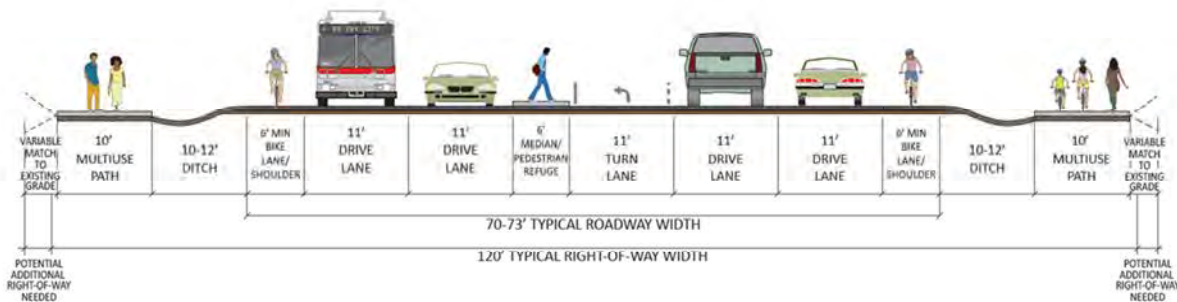 VARIABLE
MATCH
TO
EXISTING
GRADE
10'
MULTIUSE
PATH
10-12'
DITCH
6' MIN
BIKE
LANE/
SHOULDER
11'
DRIVE
LANE
11'
DRIVE
LANE
6'
MEDIAN/
PEDESTRIAN
REFUGE
11'
TURN
LANE
11'
DRIVE
LANE
11'
DRIVE
LANE
6' MIN
BIKE
LANE/
SHOULDER
10-12'
DITCH
10'
MULTIUSE
PATH
VARIABLE
MATCH
TO
EXISTING
GRADE
70-73' TYPICAL ROADWAY WIDTH
120' TYPICAL RIGHT-OF-WAY WIDTH
POTENTIAL
ADDITIONAL
RIGHT-OF-WAY
NEEDED
POTENTIAL
ADDITIONAL
RIGHT-OF-WAY
NEEDED